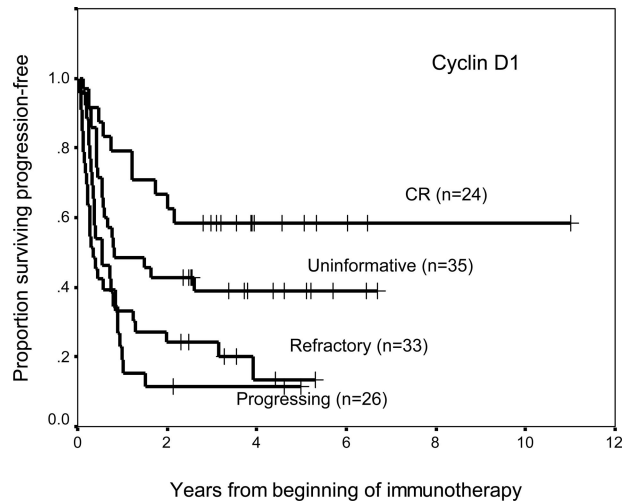 Cyclin D1
Proportion surviving progression-free
1.0
.8
.6
.4
.2
0.0
CR (n=24)
Uninformative (n=35)
Refractory (n=33)
Progressing (n=26)
0 2 4 6 8 10 12
Years from beginning of immunotherapy